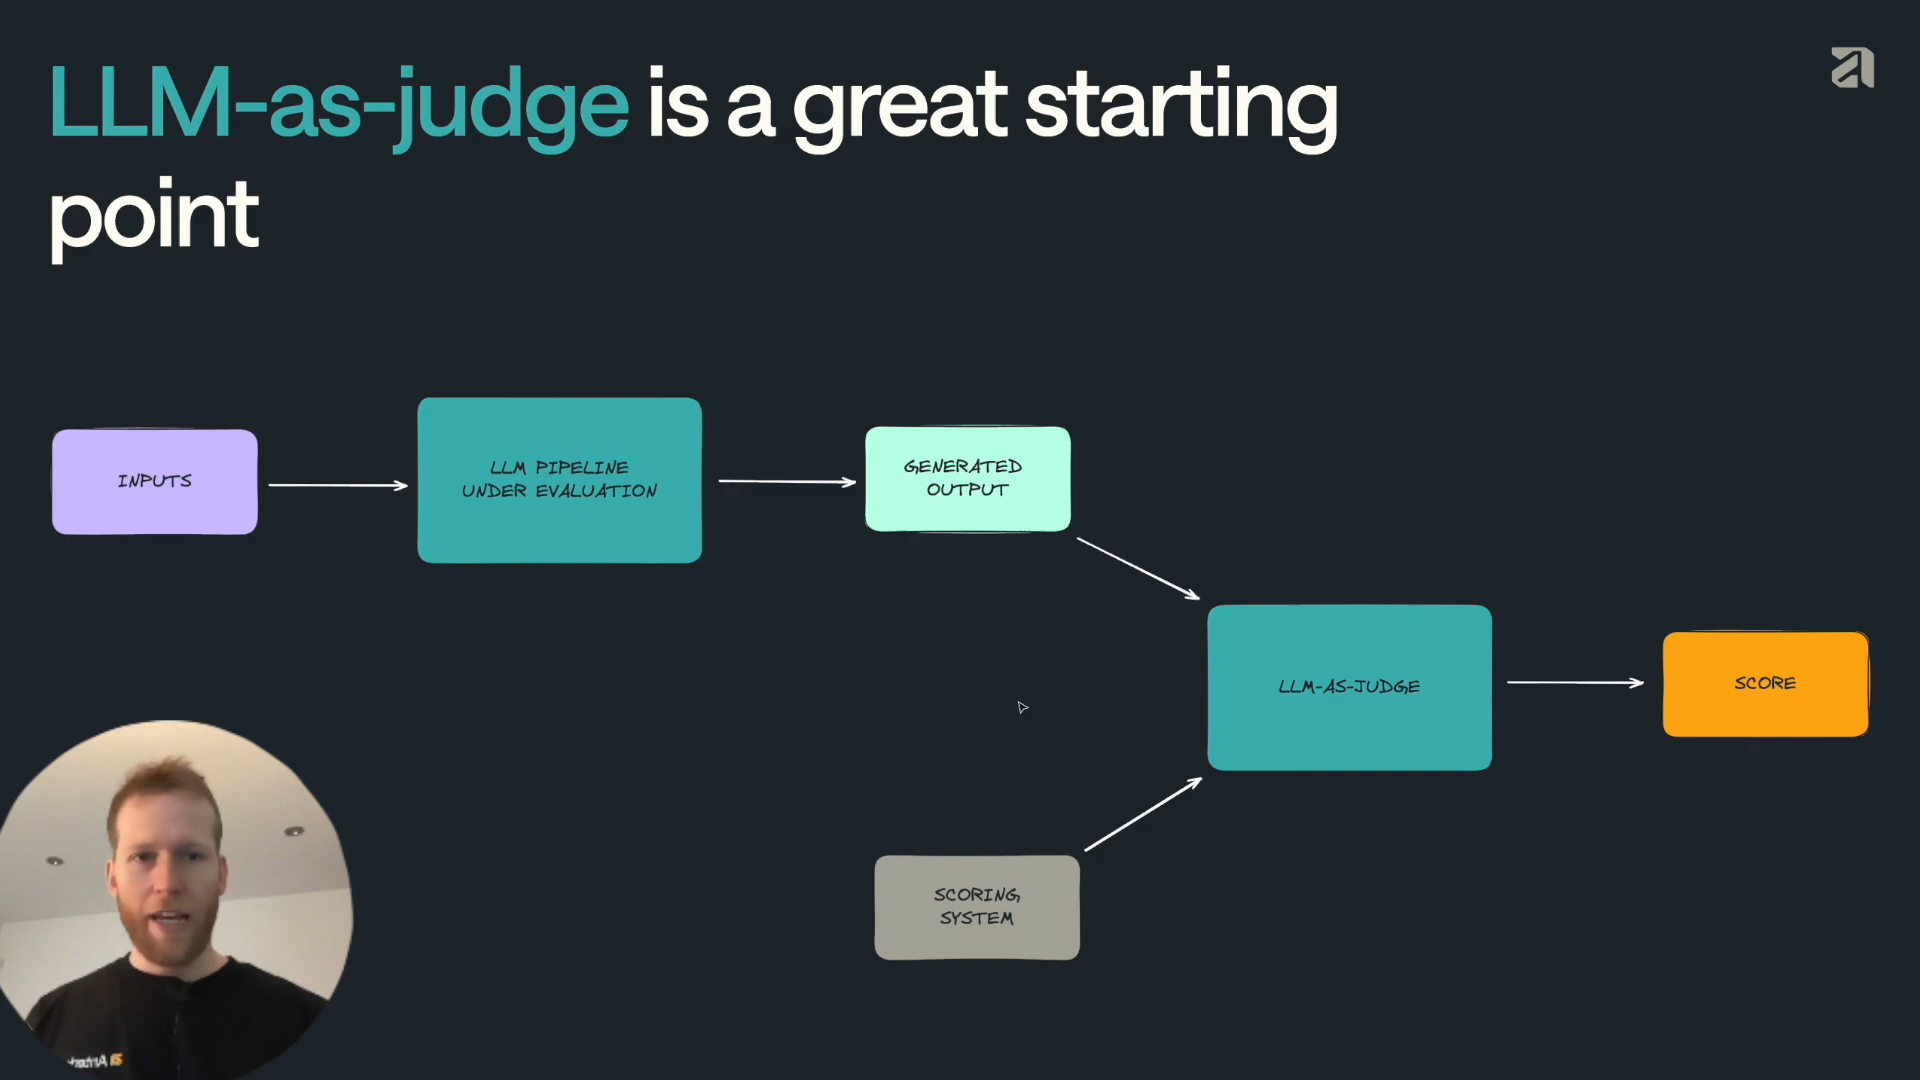 LLM-as-judge is a great starting
point
INPUTS
LLM PIPELINE
UNDER EVALUATION
GENERATED
OUTPUT
LLM-AS-JUDGE
SCORE
SCORING
SYSTEM